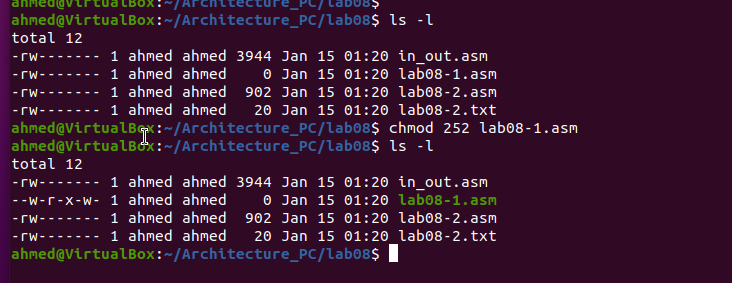 ahmed@VirtualBox:~/Architecture_PC/lab08$
ahmed@VirtualBox:~/Architecture_PC/lab08$ ls -l
total 12
-rw------- 1 ahmed ahmed 3944 Jan 15 01:20 in_out.asm
-rw------- 1 ahmed ahmed    0 Jan 15 01:20 lab08-1.asm
-rw------- 1 ahmed ahmed  902 Jan 15 01:20 lab08-2.asm
-rw------- 1 ahmed ahmed   20 Jan 15 01:20 lab08-2.txt
ahmed@VirtualBox:~/Architecture_PC/lab08$ chmod 252 lab08-1.asm
ahmed@VirtualBox:~/Architecture_PC/lab08$ ls -l
total 12
-rw------- 1 ahmed ahmed 3944 Jan 15 01:20 in_out.asm
--w-r-x-w- 1 ahmed ahmed    0 Jan 15 01:20 lab08-1.asm
-rw------- 1 ahmed ahmed  902 Jan 15 01:20 lab08-2.asm
-rw------- 1 ahmed ahmed   20 Jan 15 01:20 lab08-2.txt
ahmed@VirtualBox:~/Architecture_PC/lab08$